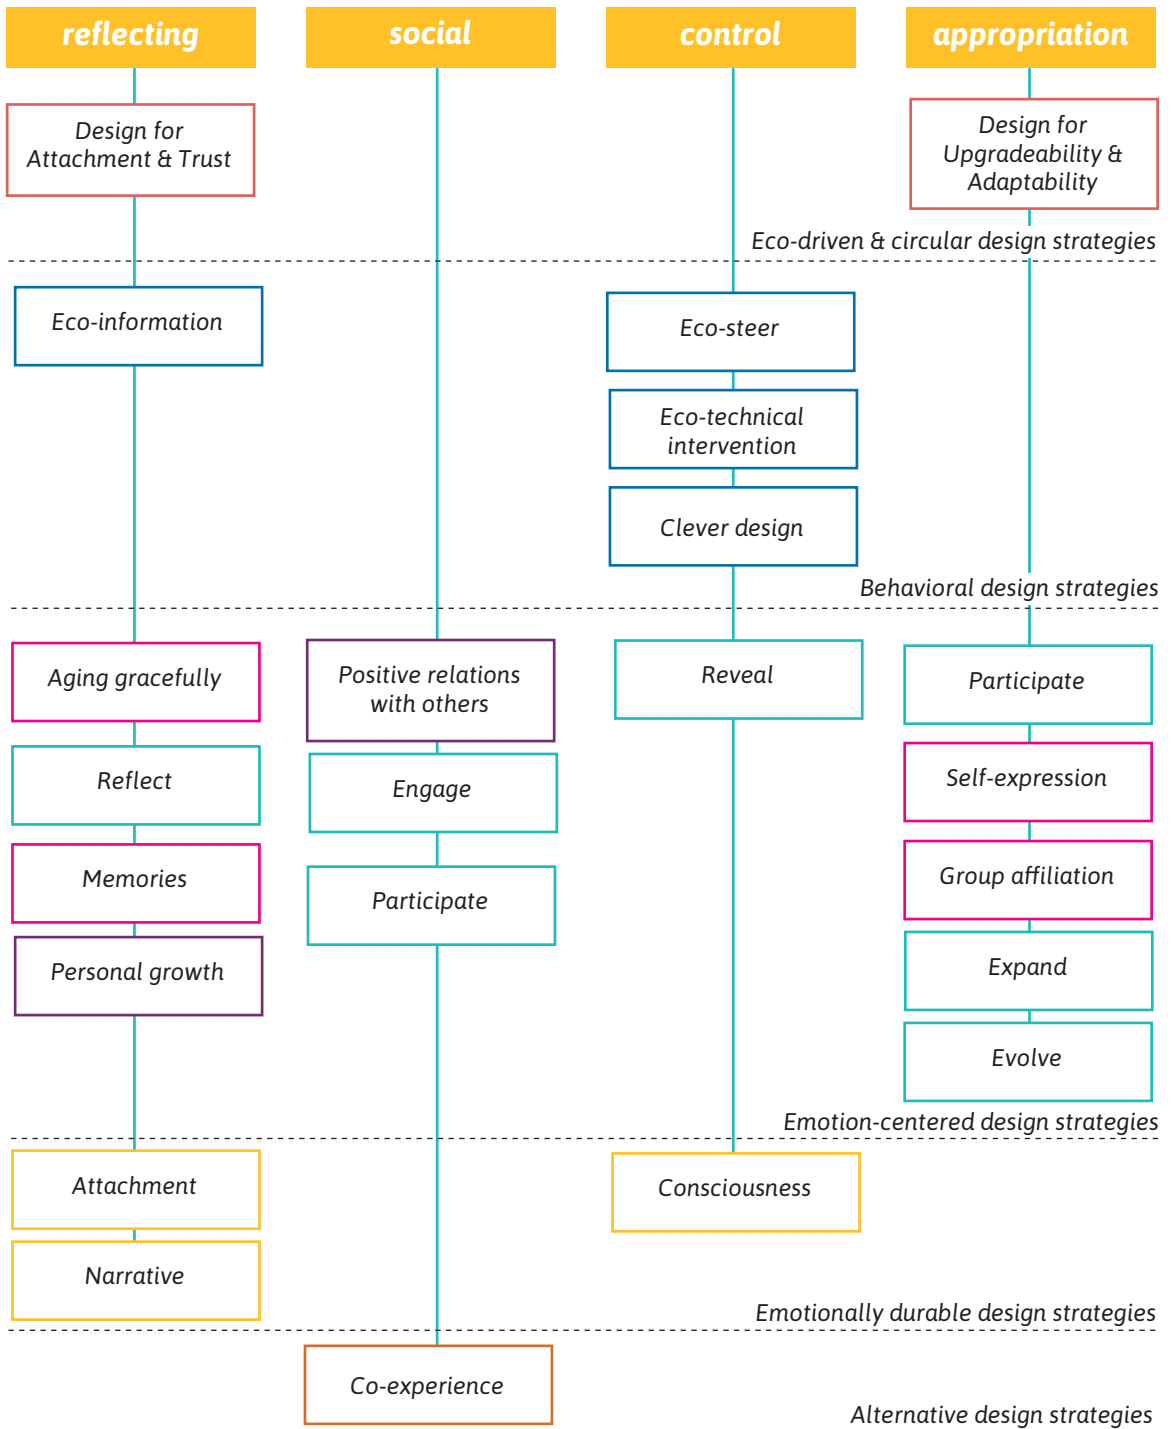 reflecting
social
control
appropriation
Design for
Attachment & Trust
Design for
Upgradeability &
Adaptability
Eco-driven & circular design strategies
Eco-information
Eco-steer
Eco-technical
intervention
Clever design
Behavioral design strategies
Aging gracefully
Positive relations
with others
Reveal
Participate
Reflect
Engage
Self-expression
Memories
Participate
Group affiliation
Personal growth
Expand
Evolve
Emotion-centered design strategies
Attachment
Consciousness
Narrative
Emotionally durable design strategies
Co-experience
Alternative design strategies